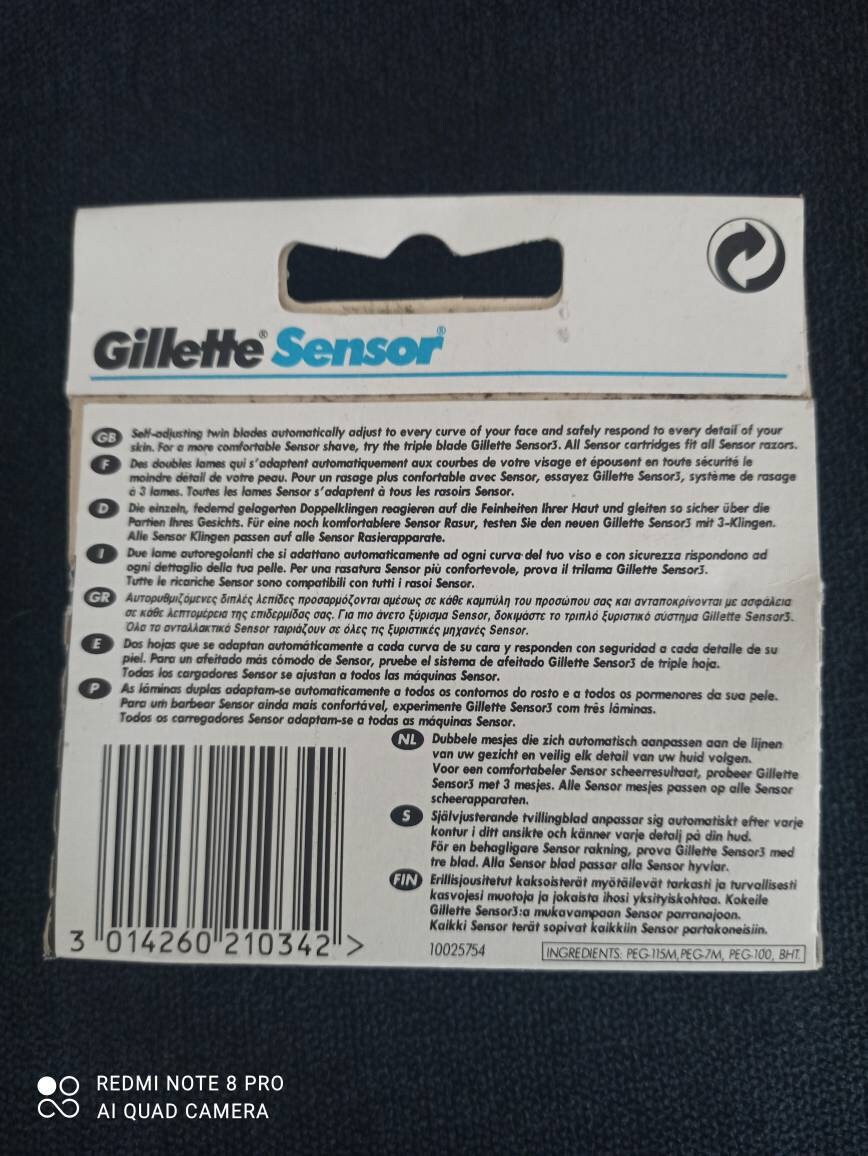 Gillette® Sensor®
GB Self-adjusting twin blades automatically adjust to every curve of your face and safely respond to every detail of your
skin. For a more comfortable Sensor shave, try the triple blade Gillette Sensor3. All Sensor cartridges fit all Sensor razors.
F Des doubles lames qui s'adaptent automatiquement aux courbes de votre visage et épousent en toute sécurité le
moindre détail de votre peau. Pour un rasage plus confortable avec Sensor, essayez Gillette Sensor3, système de rasage
à 3 lames. Toutes les lames Sensor s'adaptent à tous les rasoirs Sensor.
D Die einzeln, federnd gelagerten Doppelklingen reagieren auf die Feinheiten Ihrer Haut und gleiten so sicher über die
Partien Ihres Gesichts. Für eine noch komfortablere Sensor Rasur, testen Sie den neuen Gillette Sensor3 mit 3-Klingen.
Alle Sensor Klingen passen auf alle Sensor Rasierapparate.
I Due lame autoregolanti che si adattano automaticamente ad ogni curva del tuo viso e con sicurezza rispondono ad
ogni dettaglio della tua pelle. Per una rasatura Sensor più confortevole, prova il trilama Gillette Sensor3.
Tutte le ricariche Sensor sono compatibili con tutti i rasoi Sensor.
GR Αυτορυθμιζόμενες διπλές λεπίδες προσαρμόζονται αμέσως σε κάθε καμπύλη του προσώπου σας και ανταποκρίνονται με ασφάλεια
σε κάθε λεπτομέρεια της επιδερμίδας σας. Για πιο άνετο ξύρισμα Sensor, δοκιμάστε το τριπλό ξυριστικό σύστημα Gillette Sensor3.
Όλα τα ανταλλακτικά Sensor ταιριάζουν σε όλες τις ξυριστικές μηχανές Sensor.
E Dos hojas que se adaptan automáticamente a cada curva de su cara y responden con seguridad a cada detalle de su
piel. Para un afeitado más cómodo de Sensor, pruebe el sistema de afeitado Gillette Sensor3 de triple hoja.
Todas los cargadores Sensor se ajustan a todos las máquinas Sensor.
P As lâminas duplas adaptam-se automaticamente a todos os contornos do rosto e a todos os pormenores da sua pele.
Para um barbear Sensor ainda mais confortável, experimente Gillette Sensor3 com três lâminas.
Todos os carregadores Sensor adaptam-se a todas as máquinas Sensor.
NL Dubbele mesjes die zich automatisch aanpassen aan de lijnen
van uw gezicht en veilig elk detail van uw huid volgen.
Voor een comfortabeler Sensor scheerresultaat, probeer Gillette
Sensor3 met 3 mesjes. Alle Sensor mesjes passen op alle Sensor
scheerapparaten.
S Självjusterande tvillingblad anpassar sig automatiskt efter varje
kontur i ditt ansikte och känner varje detalj på din hud.
För en behagligare Sensor rakning, prova Gillette Sensor3 med
tre blad. Alla Sensor blad passar alla Sensor hyvlar.
FIN Erillisjousitetut kaksoisterät myötäilevät tarkasti ja turvallisesti
kasvojesi muotoja ja jokaista ihosi yksityiskohtaa. Kokeile
Gillette Sensor3:a mukavampaan Sensor parranajoon.
Kaikki Sensor terät sopivat kaikkiin Sensor partakoneisiin.
3 014260 210342 >
10025754
INGREDIENTS: PEG-115M, PEG-7M, PEG-100, BHT.
REDMI NOTE 8 PRO
AI QUAD CAMERA